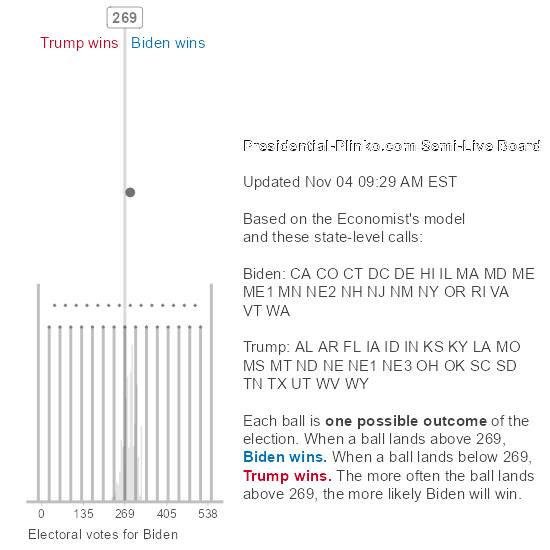 269
Trump wins Biden wins
Presidential-Plinko.com Semi-Live Board
Updated Nov 04 09:29 AM EST
Based on the Economist's model
and these state-level calls:
Biden: CA CO CT DC DE HI IL MA MD ME
ME1 MN NE2 NH NJ NM NY OR RI VA
VT WA
Trump: AL AR FL IA ID IN KS KY LA MO
MS MT ND NE NE1 NE3 OH OK SC SD
TN TX UT WV WY
Each ball is one possible outcome of the
election. When a ball lands above 269,
Biden wins. When a ball lands below 269,
Trump wins. The more often the ball lands
above 269, the more likely Biden will win.
0 135 269 405 538
Electoral votes for Biden